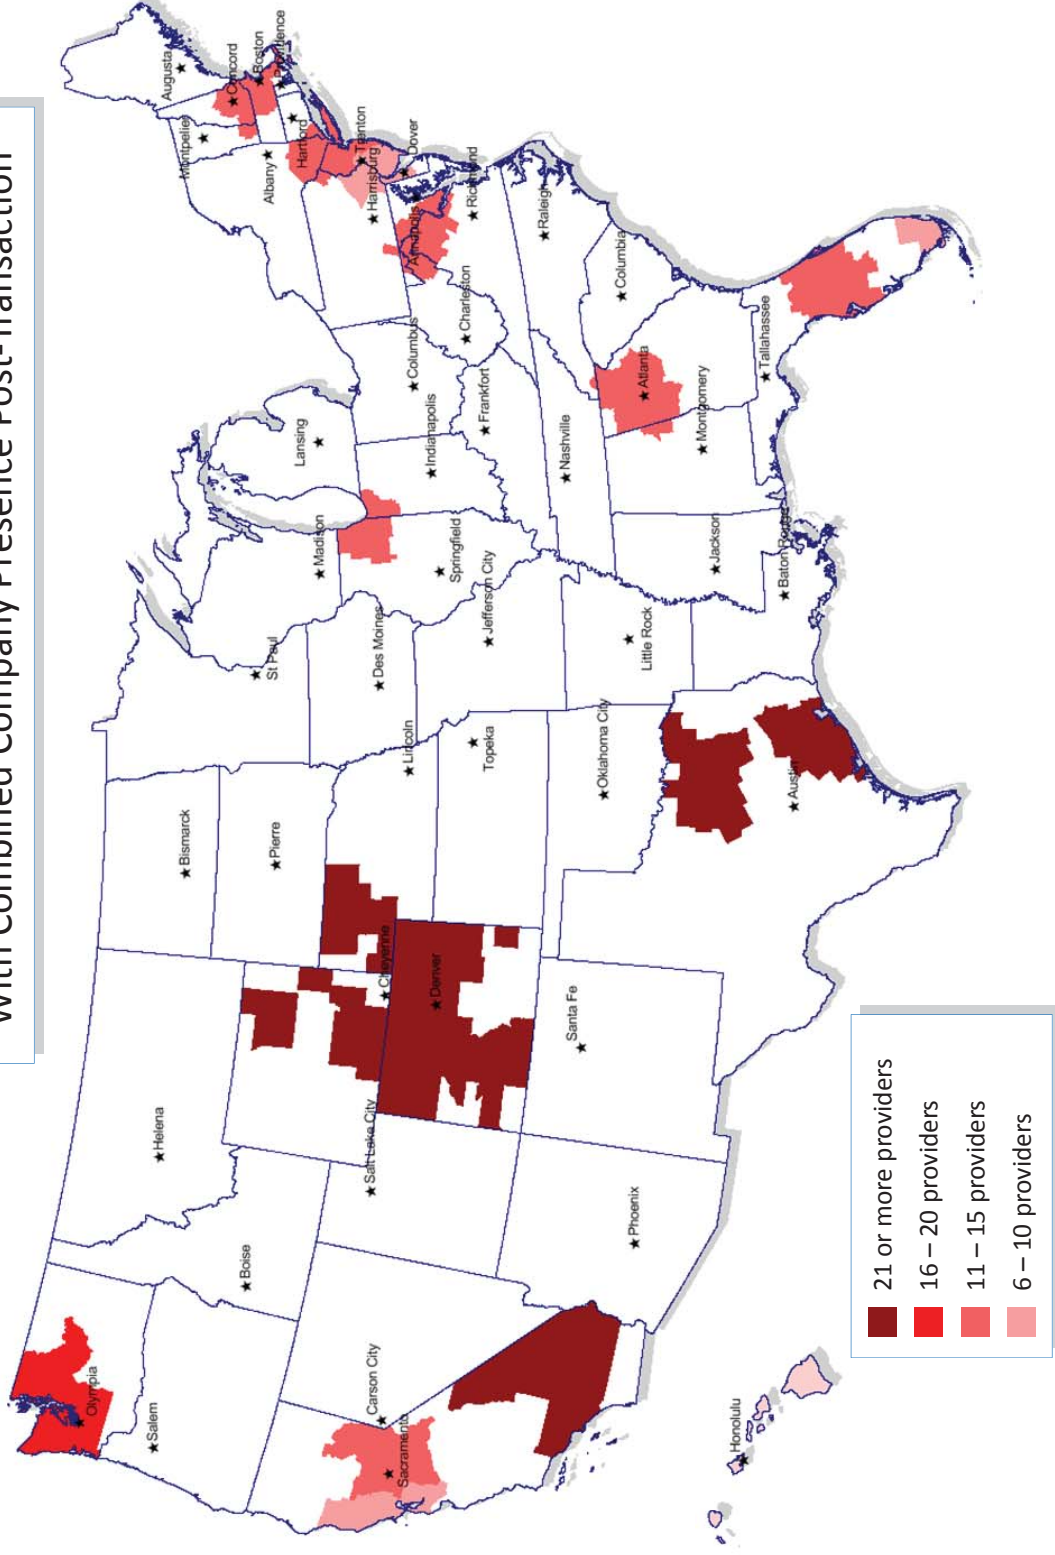 With Combined Company Presence Post-Transaction
Olympia
Salem
Helena
Boise
Bismarck
Pierre
St Paul
Madison
Lansing
Augusta
Montpelier
Concord
Boston
Providence
Albany
Hartford
Trenton
Harrisburg
Dover
Annapolis
Richmond
Carson City
Sacramento
Salt Lake City
Cheyenne
Denver
Lincoln
Des Moines
Springfield
Indianapolis
Columbus
Charleston
Frankfort
Jefferson City
Topeka
Raleigh
Nashville
Columbia
Atlanta
Santa Fe
Oklahoma City
Little Rock
Phoenix
Jackson
Montgomery
Tallahassee
Baton Rouge
Austin
Honolulu
21 or more providers
16 – 20 providers
11 – 15 providers
6 – 10 providers